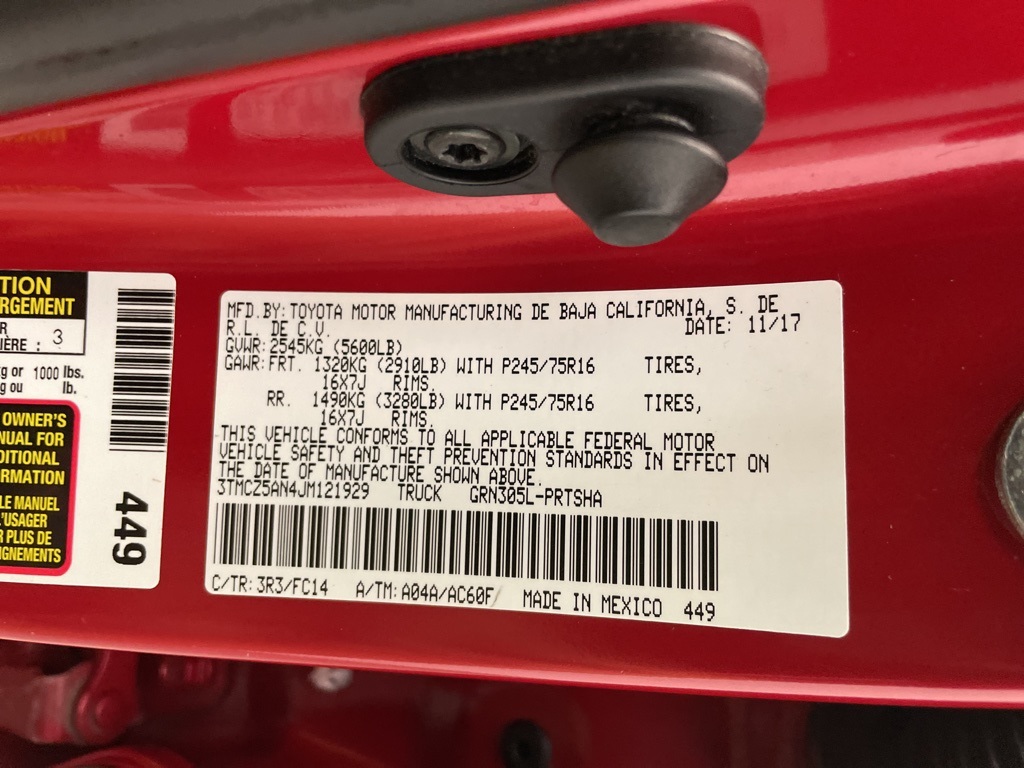 TION
RGEMENT
R
IÈRE : 3
kg or 1000 lbs.
g ou lb.
OWNER'S
NUAL FOR
DITIONAL
RMATION
LE MANUEL
L'USAGER
R PLUS DE
IGNEMENTS
449
MFD.BY:TOYOTA MOTOR MANUFACTURING DE BAJA CALIFORNIA, S. DE
R.L. DE C.V. DATE: 11/17
GVWR:2545KG (5600LB)
GAWR:FRT. 1320KG (2910LB) WITH P245/75R16 TIRES,
16X7J RIMS.
RR. 1490KG (3280LB) WITH P245/75R16 TIRES,
16X7J RIMS.
THIS VEHICLE CONFORMS TO ALL APPLICABLE FEDERAL MOTOR
VEHICLE SAFETY AND THEFT PREVENTION STANDARDS IN EFFECT ON
THE DATE OF MANUFACTURE SHOWN ABOVE.
3TMCZ5AN4JM121929 TRUCK GRN305L-PRTSHA
C/TR:3R3/FC14 A/TM:A04A/AC60F MADE IN MEXICO 449